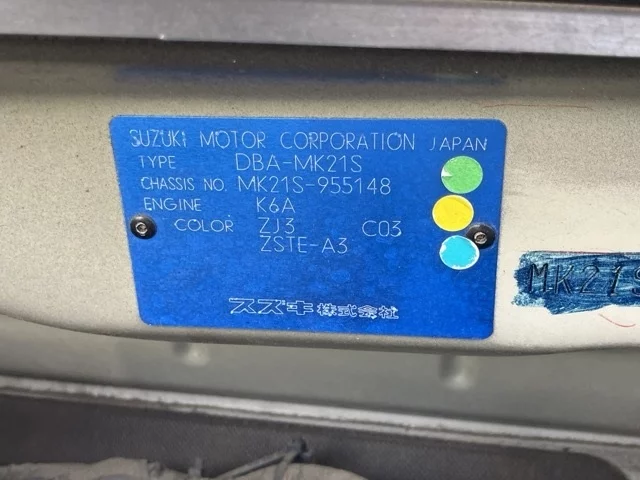 SUZUKI MOTOR CORPORATION JAPAN
TYPE DBA-MK21S
CHASSIS NO. MK21S-955148
ENGINE K6A
COLOR ZJ3 C03
ZSTE-A3
スズキ株式会社
MK21S